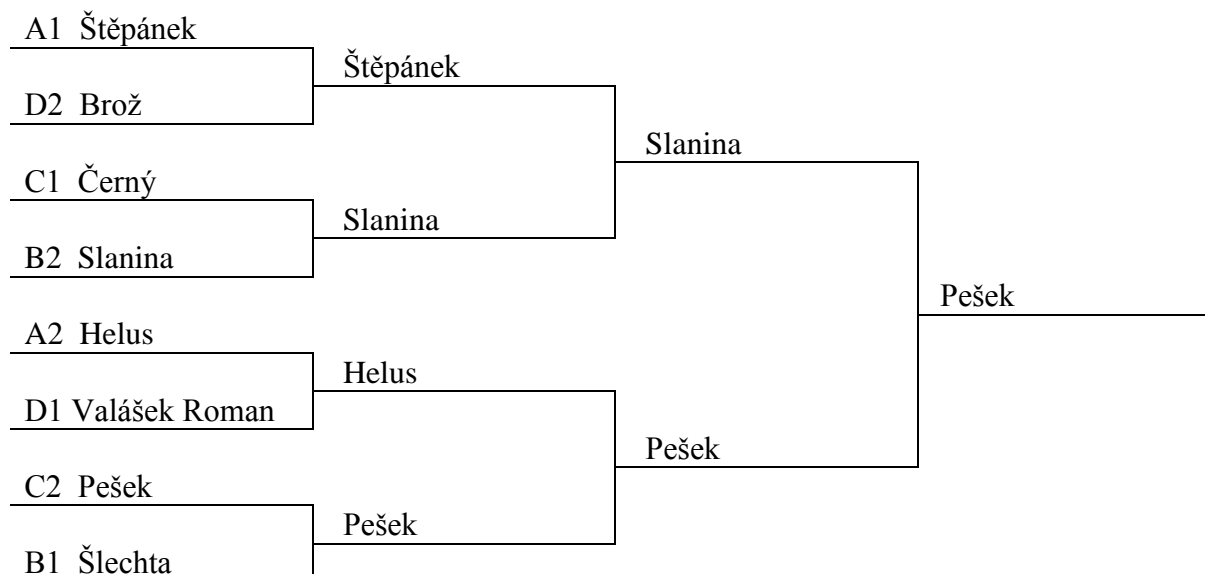 A1 Štěpánek
Štěpánek
D2 Brož
Slanina
C1 Černý
Slanina
B2 Slanina
Pešek
A2 Helus
Helus
D1 Valášek Roman
Pešek
C2 Pešek
Pešek
B1 Šlechta